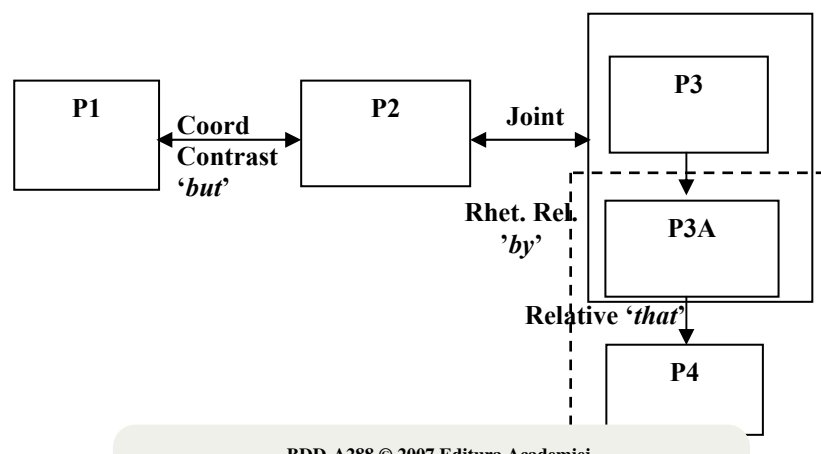 P1
Coord
Contrast
‘but’
P2
Joint
P3
Rhet. Rel.
’by’
P3A
Relative ‘that’
P4
BDD-A288 © 2007 Editura Academiei